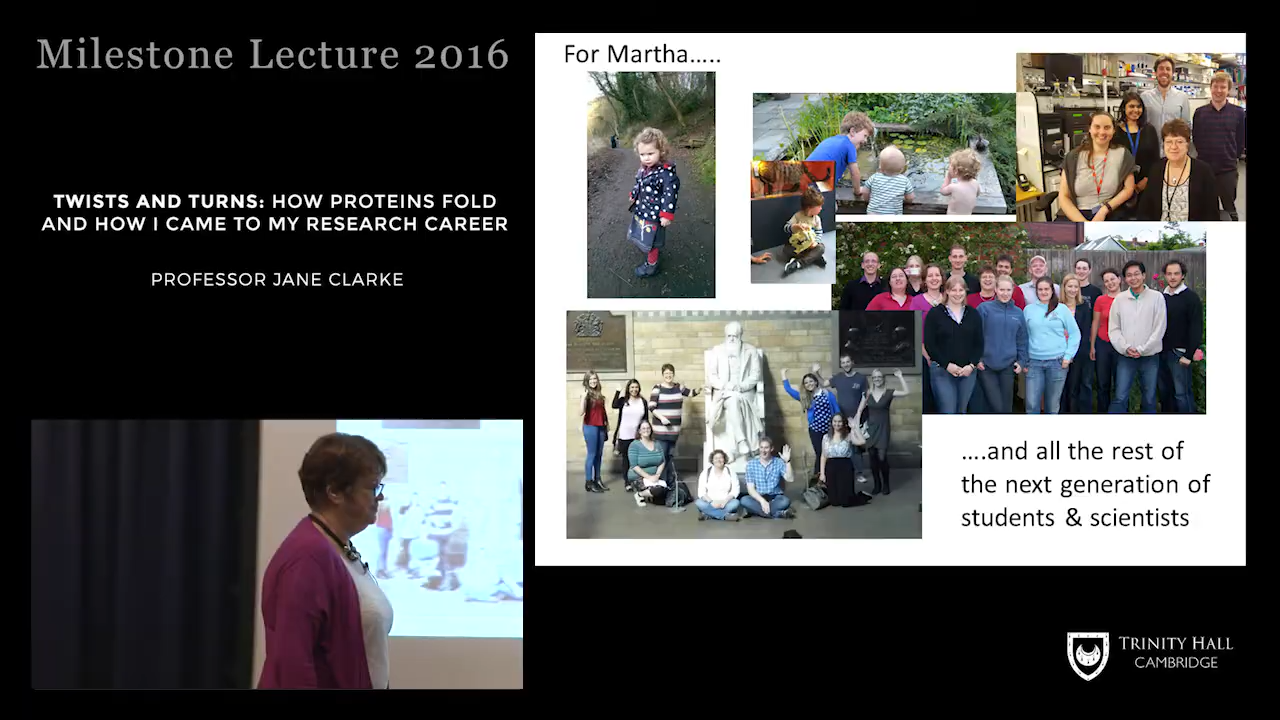 Milestone Lecture 2016
TWISTS AND TURNS: HOW PROTEINS FOLD
AND HOW I CAME TO MY RESEARCH CAREER
PROFESSOR JANE CLARKE
For Martha…..
….and all the rest of
the next generation of
students & scientists
TRINITY HALL
CAMBRIDGE